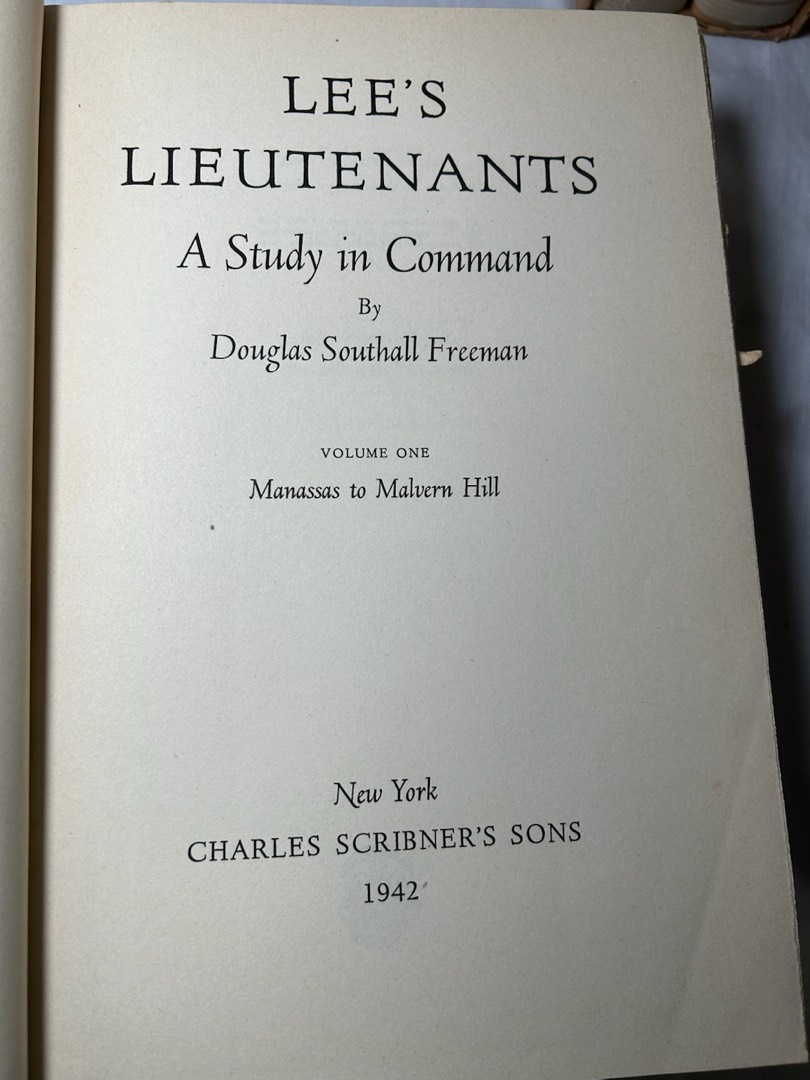 LEE'S
LIEUTENANTS
A Study in Command
By
Douglas Southall Freeman
VOLUME ONE
Manassas to Malvern Hill
New York
CHARLES SCRIBNER'S SONS
1942